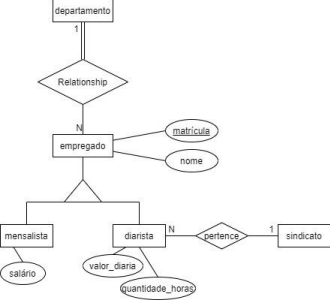 departamento
1
Relationship
N
empregado
matrícula
nome
mensalista
diarista
N
pertence
1
sindicato
salário
valor_diaria
quantidade_horas